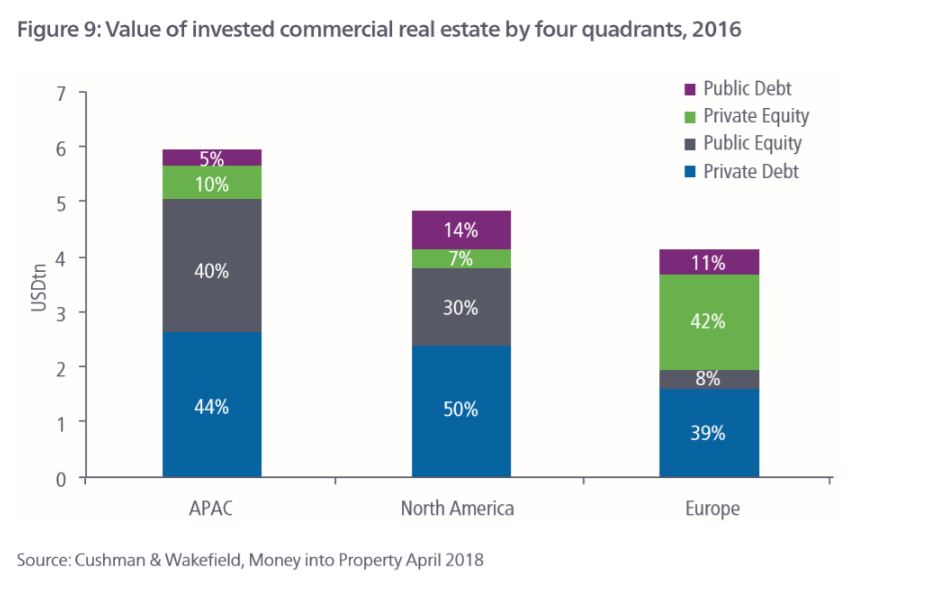 Figure 9: Value of invested commercial real estate by four quadrants, 2016
7
6
5
4
3
2
1
0
USDtn
Public Debt
Private Equity
Public Equity
Private Debt
5%
10%
40%
44%
14%
7%
30%
50%
11%
42%
8%
39%
APAC
North America
Europe
Source: Cushman & Wakefield, Money into Property April 2018